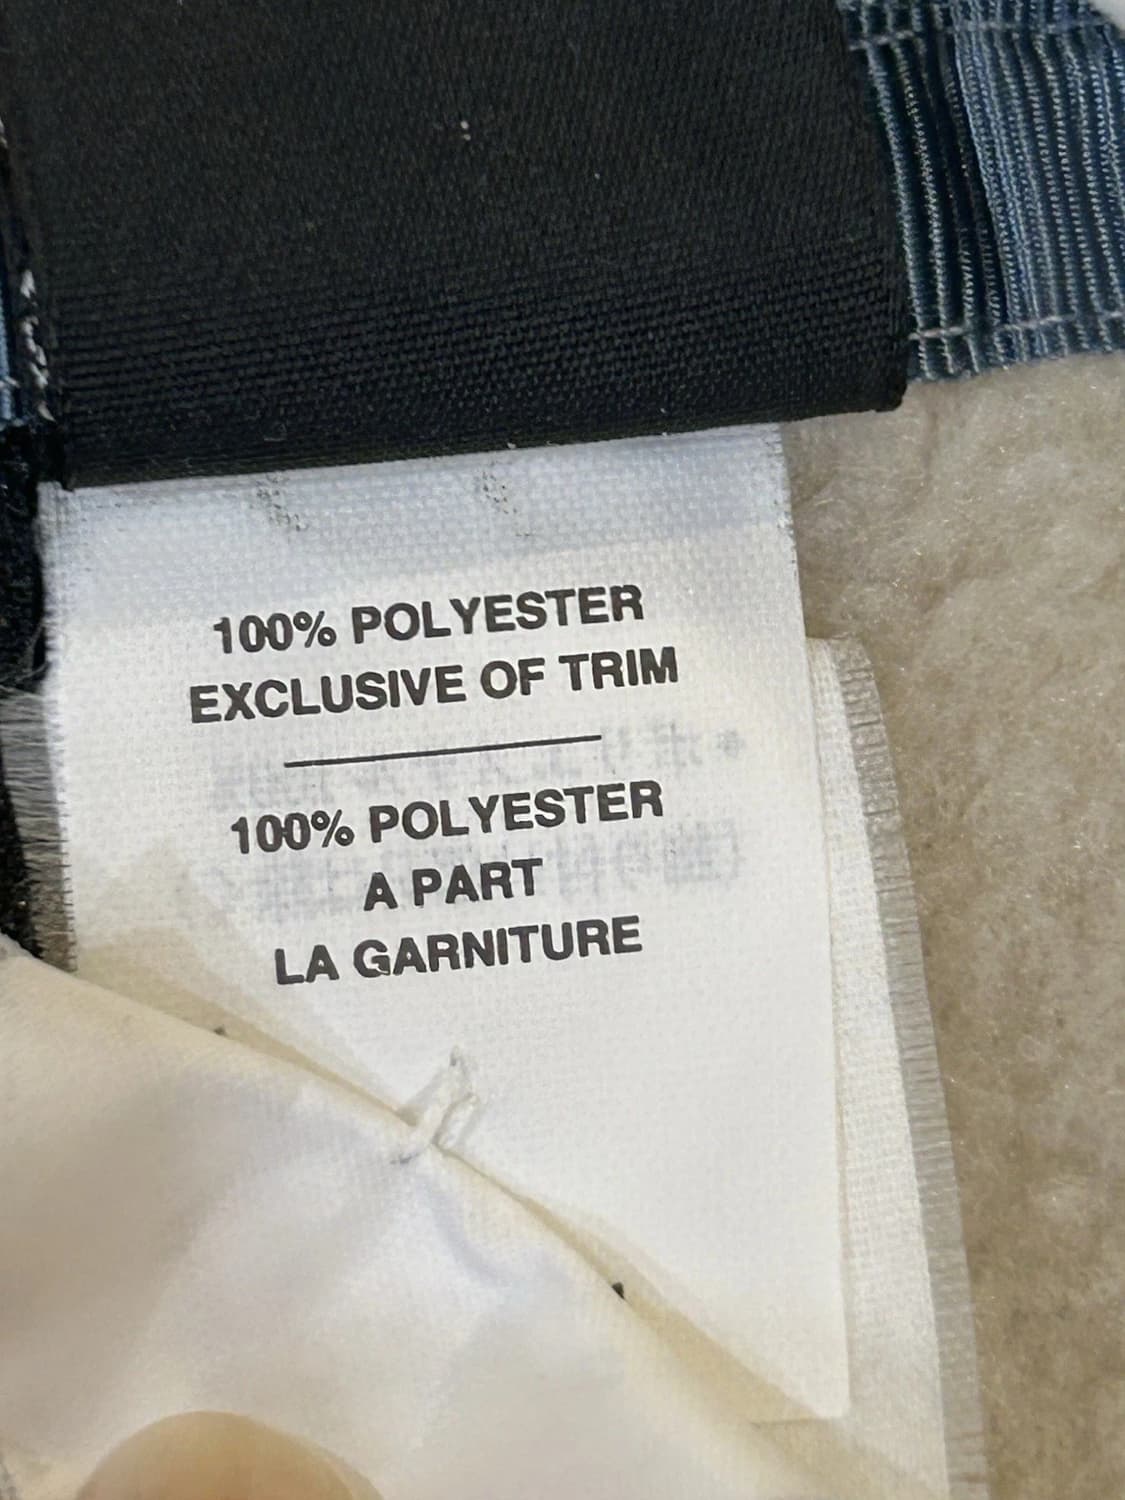 100% POLYESTER
EXCLUSIVE OF TRIM
100% POLYESTER
A PART
LA GARNITURE